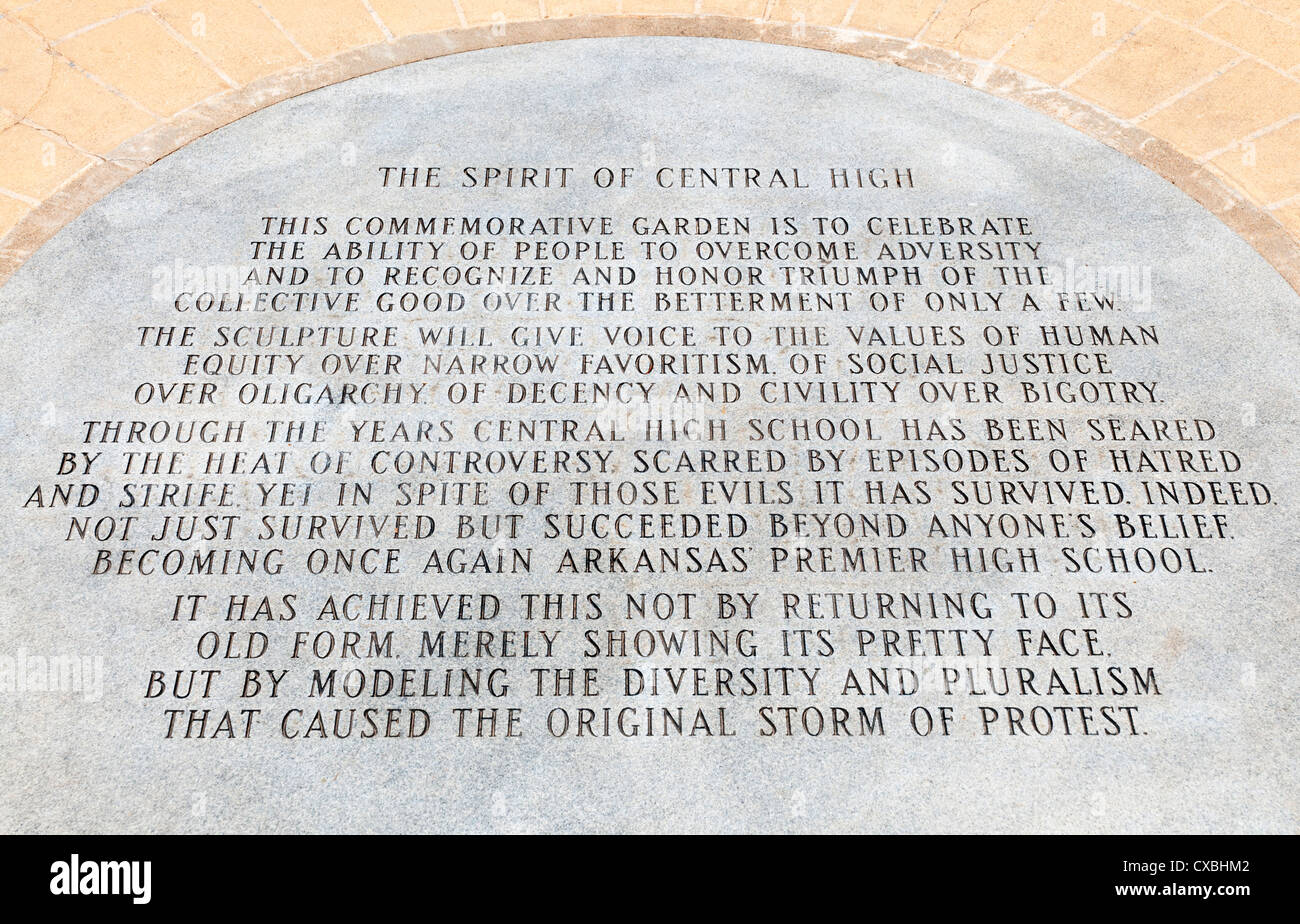 THE SPIRIT OF CENTRAL HIGH
THIS COMMEMORATIVE GARDEN IS TO CELEBRATE
THE ABILITY OF PEOPLE TO OVERCOME ADVERSITY
AND TO RECOGNIZE AND HONOR TRIUMPH OF THE
COLLECTIVE GOOD OVER THE BETTERMENT OF ONLY A FEW.
THE SCULPTURE WILL GIVE VOICE TO THE VALUES OF HUMAN
EQUITY OVER NARROW FAVORITISM, OF SOCIAL JUSTICE
OVER OLIGARCHY, OF DECENCY AND CIVILITY OVER BIGOTRY.
THROUGH THE YEARS CENTRAL HIGH SCHOOL HAS BEEN SEARED
BY THE HEAT OF CONTROVERSY, SCARRED BY EPISODES OF HATRED
AND STRIFE, YET IN SPITE OF THOSE EVILS IT HAS SURVIVED. INDEED,
NOT JUST SURVIVED BUT SUCCEEDED BEYOND ANYONE'S BELIEF,
BECOMING ONCE AGAIN ARKANSAS' PREMIER HIGH SCHOOL.
IT HAS ACHIEVED THIS NOT BY RETURNING TO ITS
OLD FORM, MERELY SHOWING ITS PRETTY FACE,
BUT BY MODELING THE DIVERSITY AND PLURALISM
THAT CAUSED THE ORIGINAL STORM OF PROTEST.
alamy
Image ID: CXBHM2
www.alamy.com